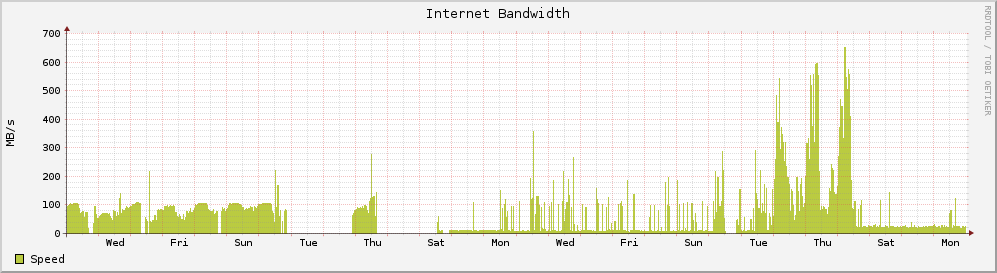 Internet Bandwidth
RRDTOOL / TOBI OETIKER
MB/s
700
600
500
400
300
200
100
0
Wed Fri Sun Tue Thu Sat Mon Wed Fri Sun Tue Thu Sat Mon
Speed